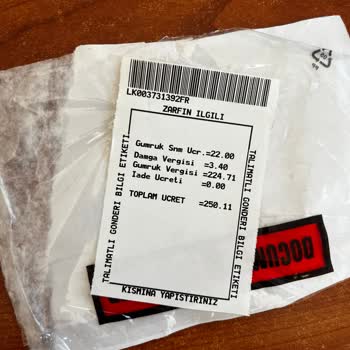 LK003731392FR
ZARFIN ILGILI
Gumruk Snm Ucr.=22.00
Damga Vergisi =3.40
Gumruk Vergisi =224.71
Iade Ucreti =0.00
TOPLAM UCRET =250.11
TALIMATLI GONDERI BILGI ETIKETI
TALIMATLI GONDERI BILGI ETIKETI
KISMINA YAPISTIRINIZ
DOCUM